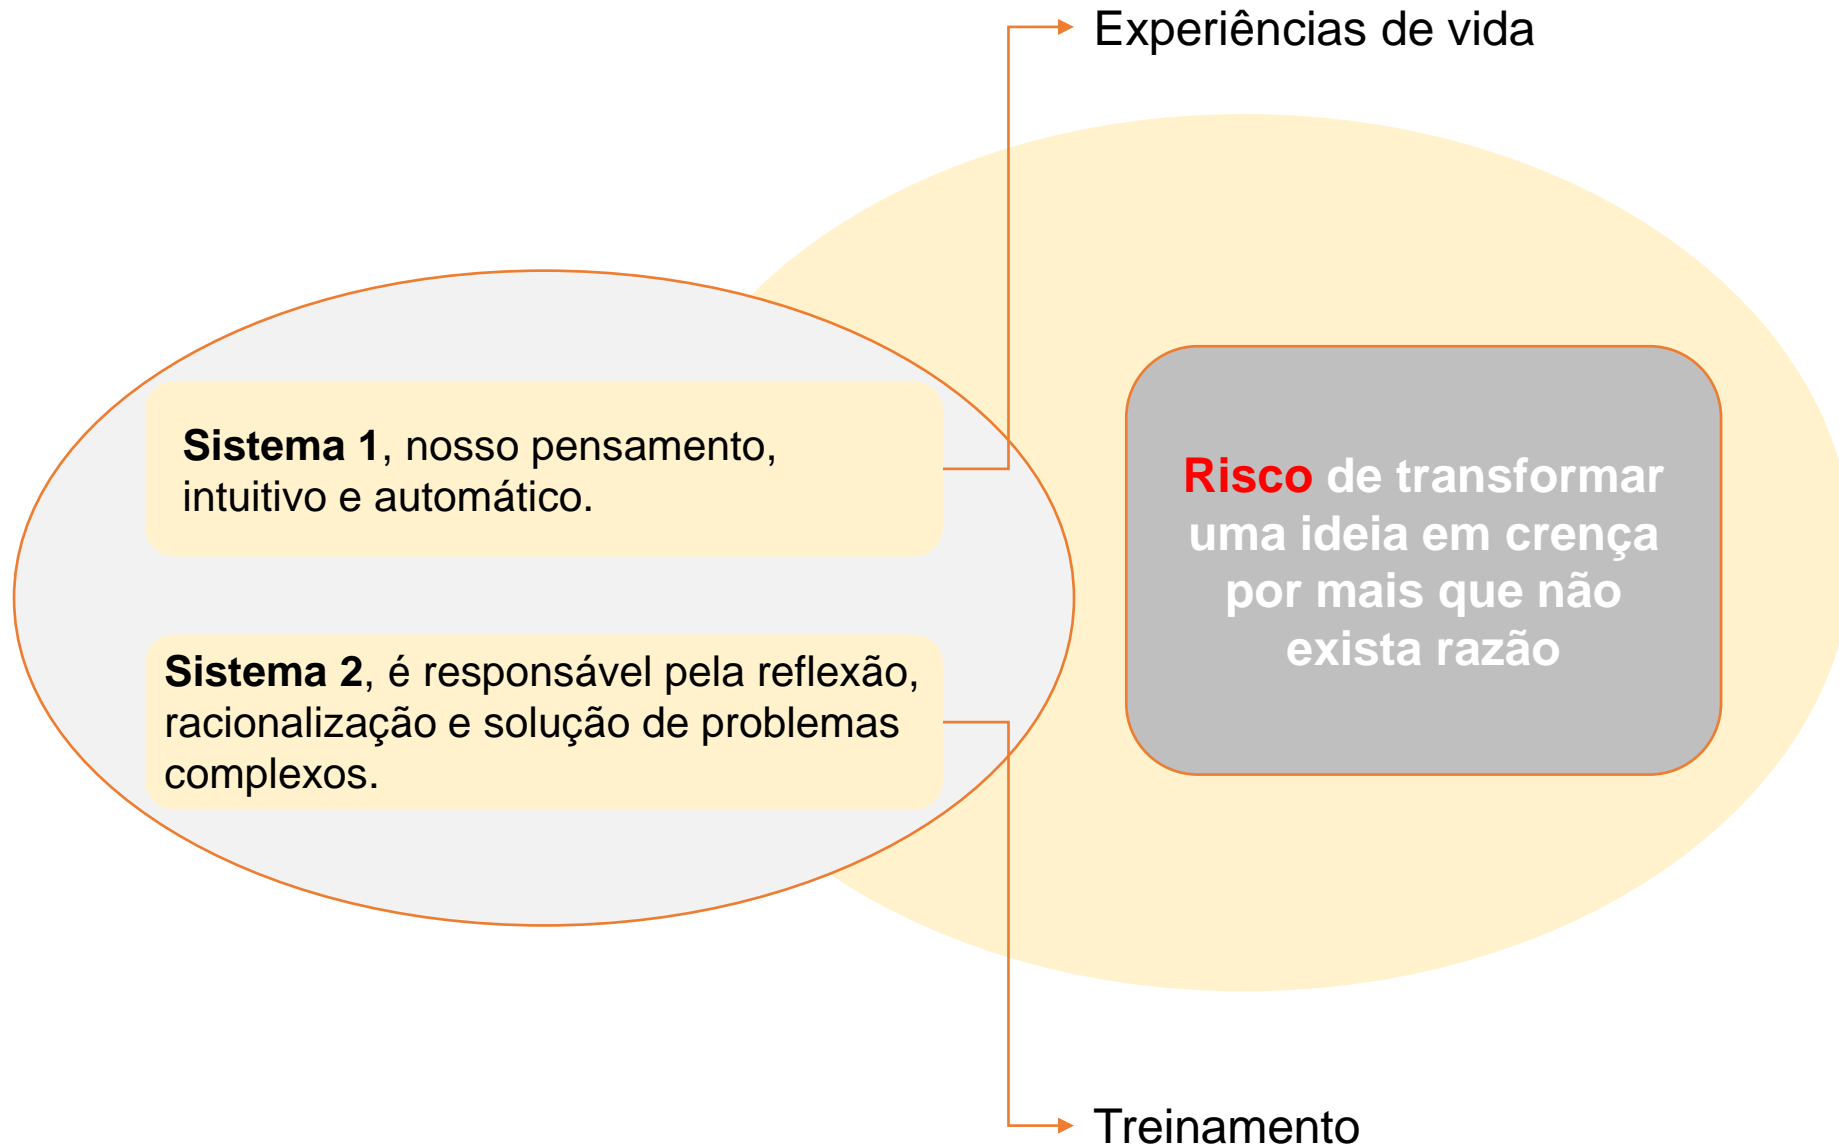 Experiências de vida
Sistema 1, nosso pensamento,
intuitivo e automático.
Risco de transformar
uma ideia em crença
por mais que não
exista razão
Sistema 2, é responsável pela reflexão,
racionalização e solução de problemas
complexos.
Treinamento